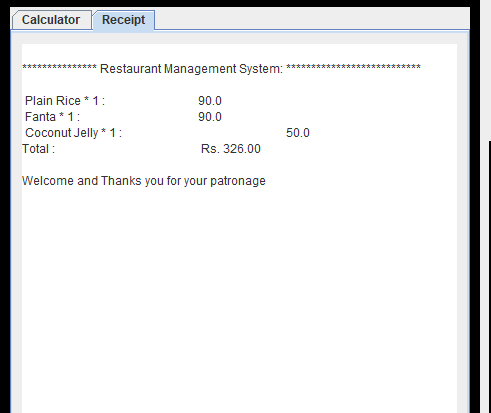 Calculator Receipt
*************** Restaurant Management System: ***************************
Plain Rice * 1 : 90.0
Fanta * 1 : 90.0
Coconut Jelly * 1 : 50.0
Total : Rs. 326.00
Welcome and Thanks you for your patronage